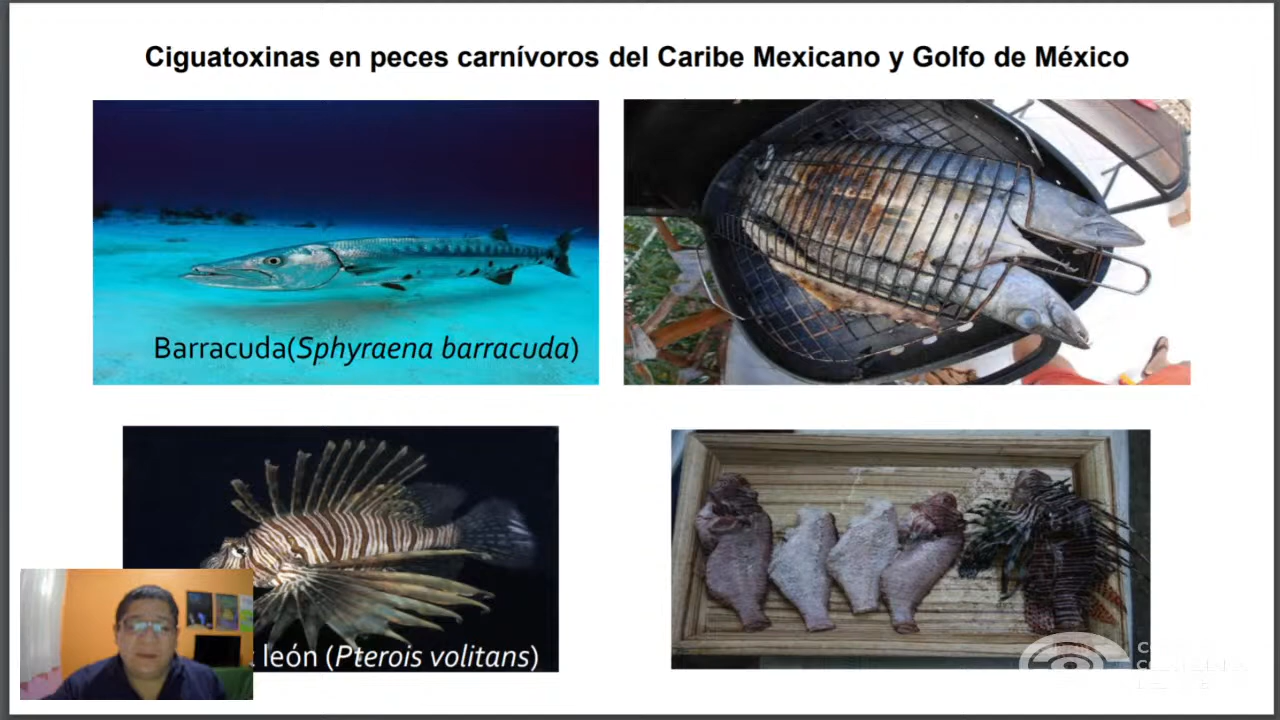 Ciguatoxinas en peces carnívoros del Caribe Mexicano y Golfo de México
Barracuda(Sphyraena barracuda)
león (Pterois volitans)